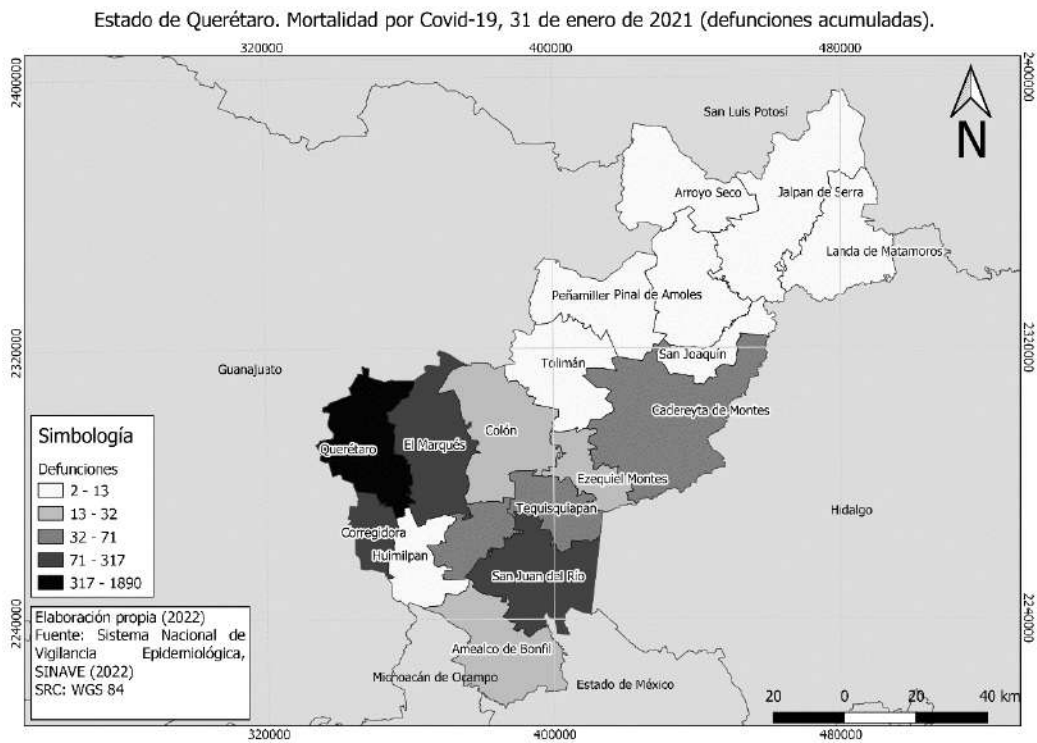 Estado de Querétaro. Mortalidad por Covid-19, 31 de enero de 2021 (defunciones acumuladas).
320000 400000 480000
2400000 2400000
San Luis Potosí
N
Arroyo Seco Jalpan de Serra
Landa de Matamoros
Peñamiller Pinal de Amoles
2320000 2320000
San Joaquín
Tolimán
Guanajuato
Cadereyta de Montes
Colón
El Marqués
Querétaro
Ezequiel Montes
Tequisquiapan
Hidalgo
Corregidora
Huimilpan
San Juan del Río
Simbología
Defunciones
2 - 13
13 - 32
32 - 71
71 - 317
317 - 1890
2240000 2240000
Elaboración propia (2022)
Fuente: Sistema Nacional de
Vigilancia Epidemiológica,
SINAVE (2022)
SRC: WGS 84
Amealco de Bonfil
Michoacán de Ocampo
Estado de México
20 0 20 40 km
320000 400000 480000